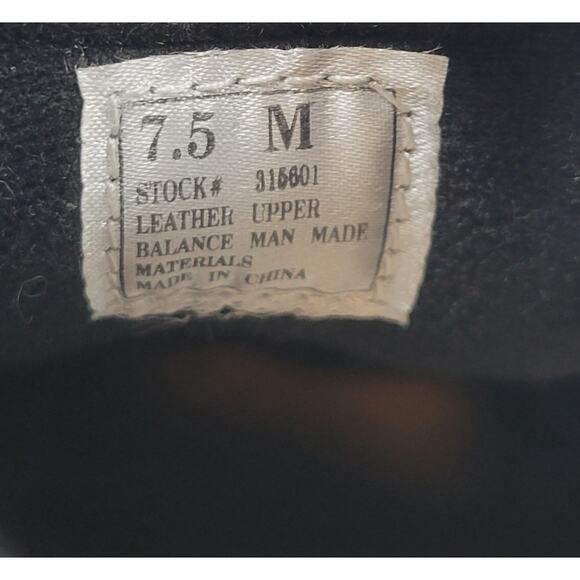 7.5 M
STOCK# 315601
LEATHER UPPER
BALANCE MAN MADE
MATERIALS
MADE IN CHINA